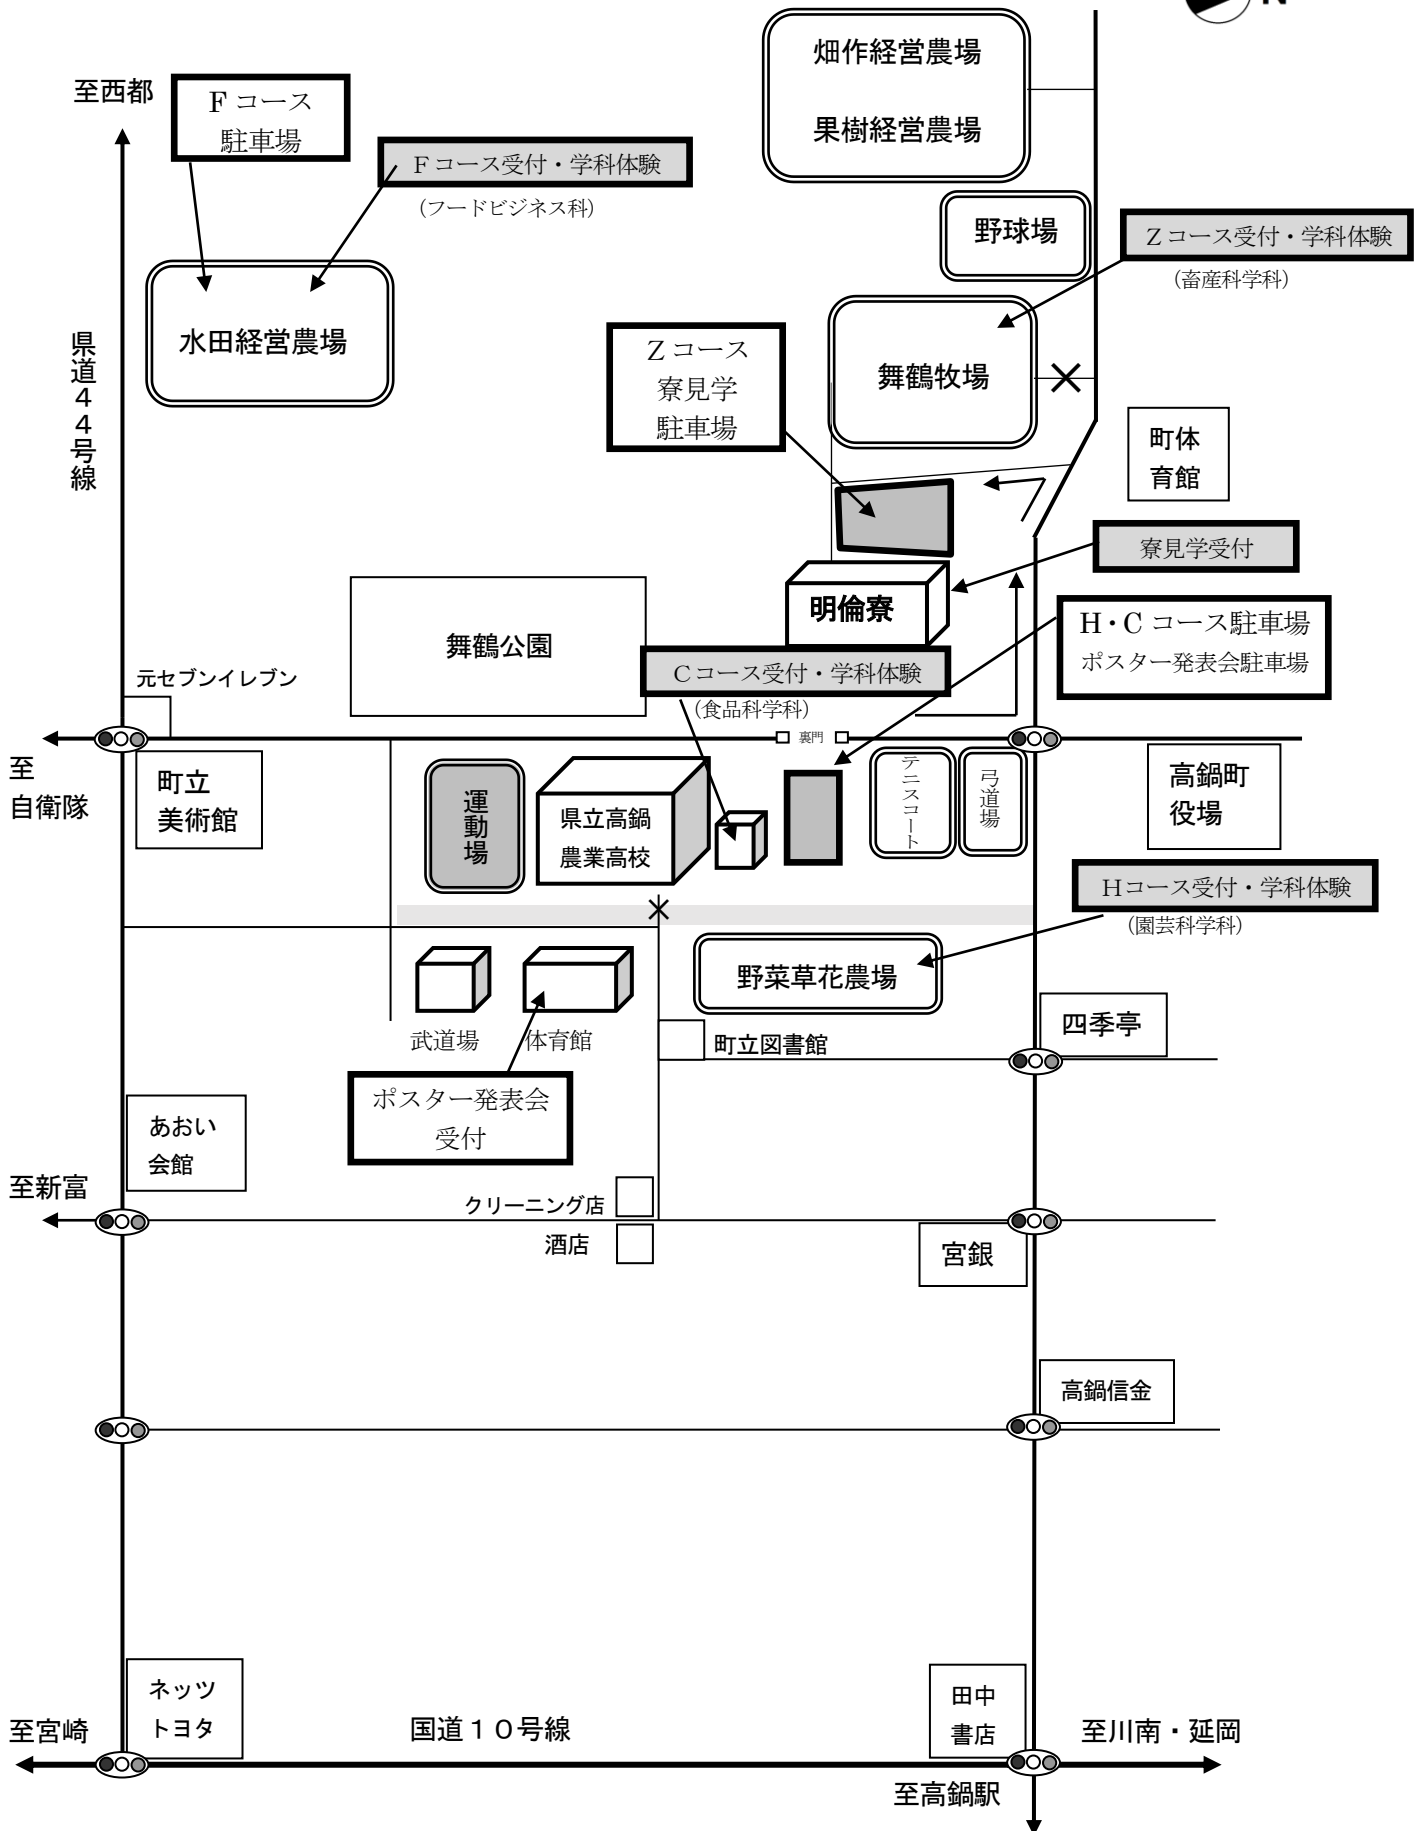 N
畑作経営農場
果樹経営農場
至西都
Fコース
駐車場
Fコース受付・学科体験
(フードビジネス科)
野球場
Zコース受付・学科体験
(畜産科学科)
水田経営農場
県道44号線
Zコース
寮見学
駐車場
舞鶴牧場
町体
育館
寮見学受付
明倫寮
H・Cコース駐車場
ポスター発表会駐車場
舞鶴公園
Cコース受付・学科体験
(食品科学科)
元セブンイレブン
裏門
至
自衛隊
町立
美術館
運動場
県立高鍋
農業高校
テニスコート
弓道場
高鍋町
役場
Hコース受付・学科体験
(園芸科学科)
野菜草花農場
四季亭
武道場
体育館
町立図書館
ポスター発表会
受付
あおい
会館
至新富
クリーニング店
酒店
宮銀
高鍋信金
ネッツ
トヨタ
田中
書店
至宮崎
国道10号線
至川南・延岡
至高鍋駅